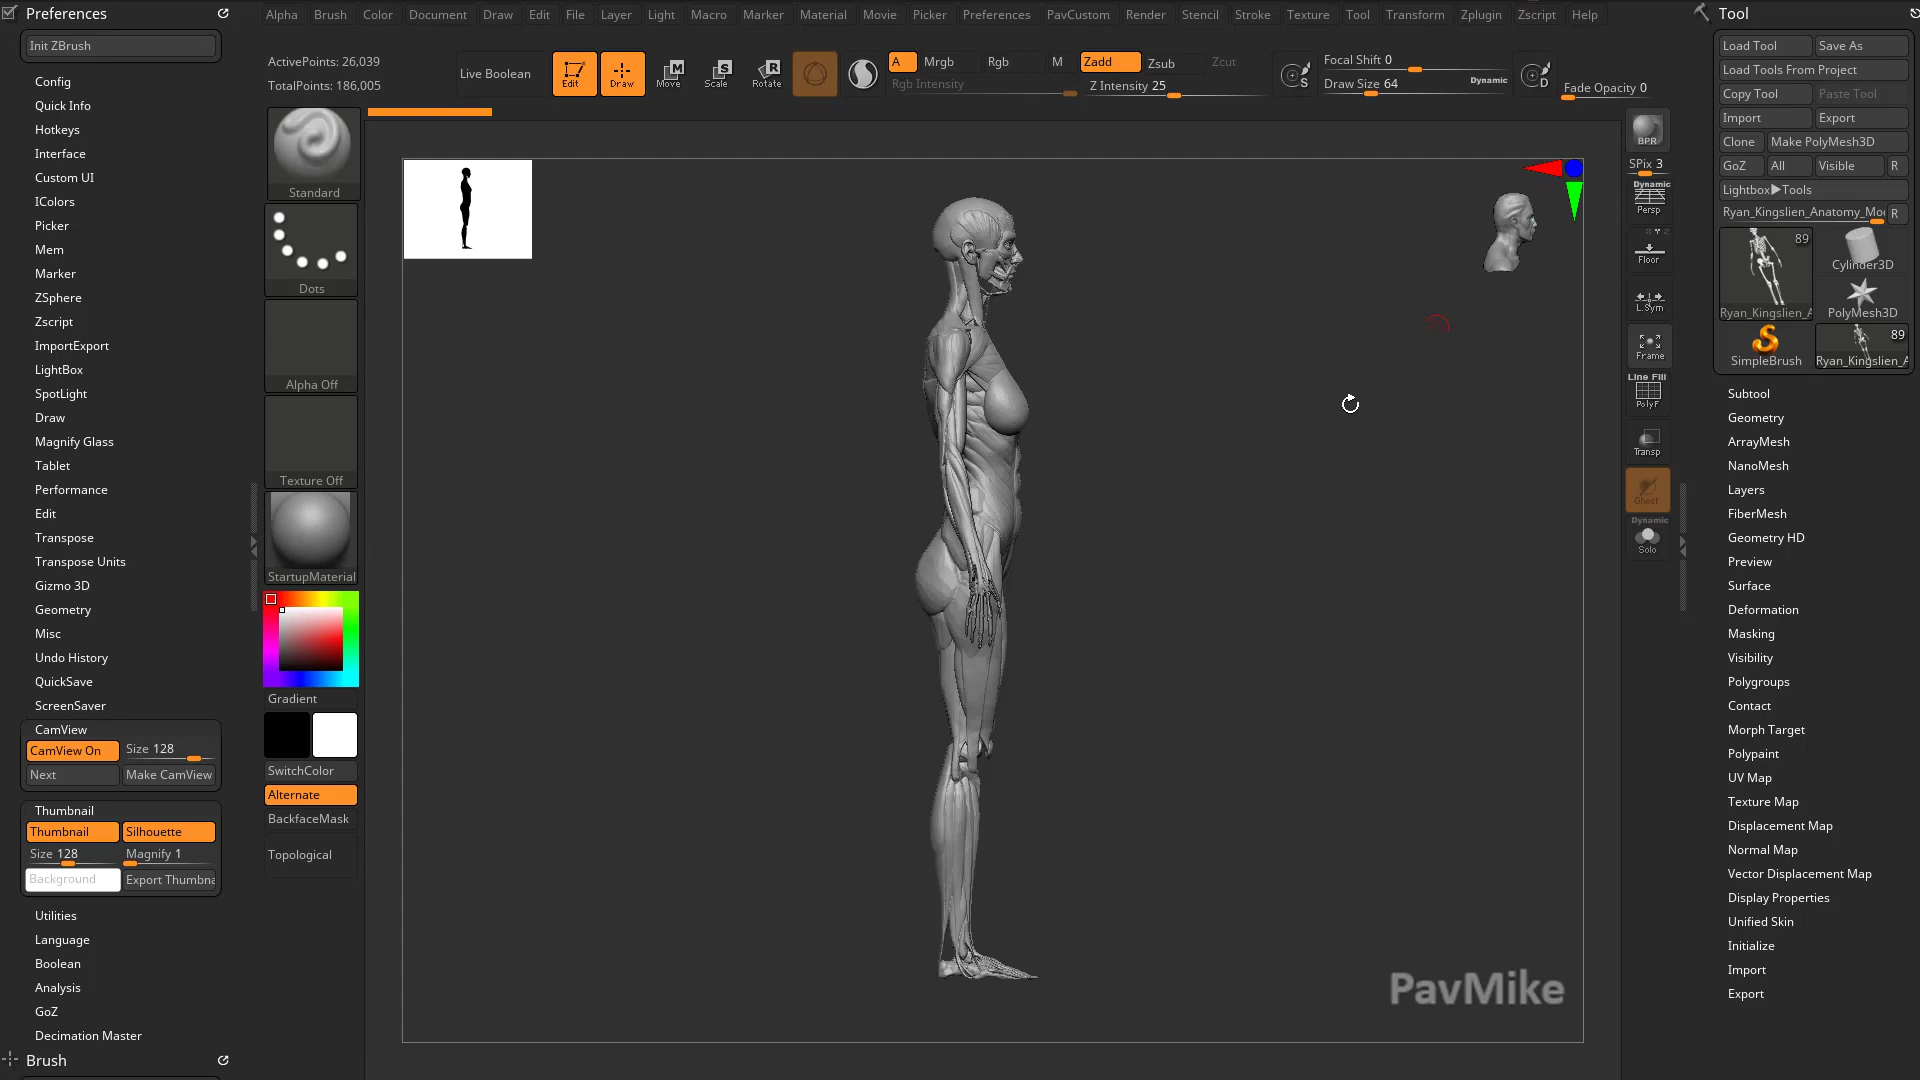 Preferences
Init ZBrush
Config
Quick Info
Hotkeys
Interface
Custom UI
IColors
Picker
Mem
Marker
ZSphere
Zscript
ImportExport
LightBox
SpotLight
Draw
Magnify Glass
Tablet
Performance
Edit
Transpose
Transpose Units
Gizmo 3D
Geometry
Misc
Undo History
QuickSave
ScreenSaver
CamView
CamView On Size 128
Next Make CamView
Thumbnail
Thumbnail Silhouette
Size 128 Magnify 1
Background Export Thumbna
Utilities
Language
Boolean
Analysis
GoZ
Decimation Master
Brush
Alpha Brush Color Document Draw Edit File Layer Light Macro Marker Material Movie Picker Preferences PavCustom Render Stencil Stroke Texture Tool Transform Zplugin Zscript Help
ActivePoints: 26,039
TotalPoints: 186,005
Live Boolean
Edit
Draw
M
Move
S
Scale
R
Rotate
A Mrgb Rgb M
Rgb Intensity
Zadd Zsub Zcut
Z Intensity 25
S
Focal Shift 0
Draw Size 64
Dynamic
D
Fade Opacity 0
Standard
Dots
Alpha Off
Texture Off
StartupMaterial
Gradient
SwitchColor
Alternate
BackfaceMask
Topological
PavMike
BPR
SPix 3
Dynamic
Persp
Floor
L.Sym
Frame
Line Fill
PolyF
Transp
Ghost
Dynamic
Solo
Tool
Load Tool Save As
Load Tools From Project
Copy Tool Paste Tool
Import Export
Clone Make PolyMesh3D
GoZ All Visible R
Lightbox▶Tools
Ryan_Kingslien_Anatomy_Mo R
89
Ryan_Kingslien_A
Cylinder3D
PolyMesh3D
SimpleBrush
89
Ryan_Kingslien_A
Subtool
Geometry
ArrayMesh
NanoMesh
Layers
FiberMesh
Geometry HD
Preview
Surface
Deformation
Masking
Visibility
Polygroups
Contact
Morph Target
Polypaint
UV Map
Texture Map
Displacement Map
Normal Map
Vector Displacement Map
Display Properties
Unified Skin
Initialize
Import
Export